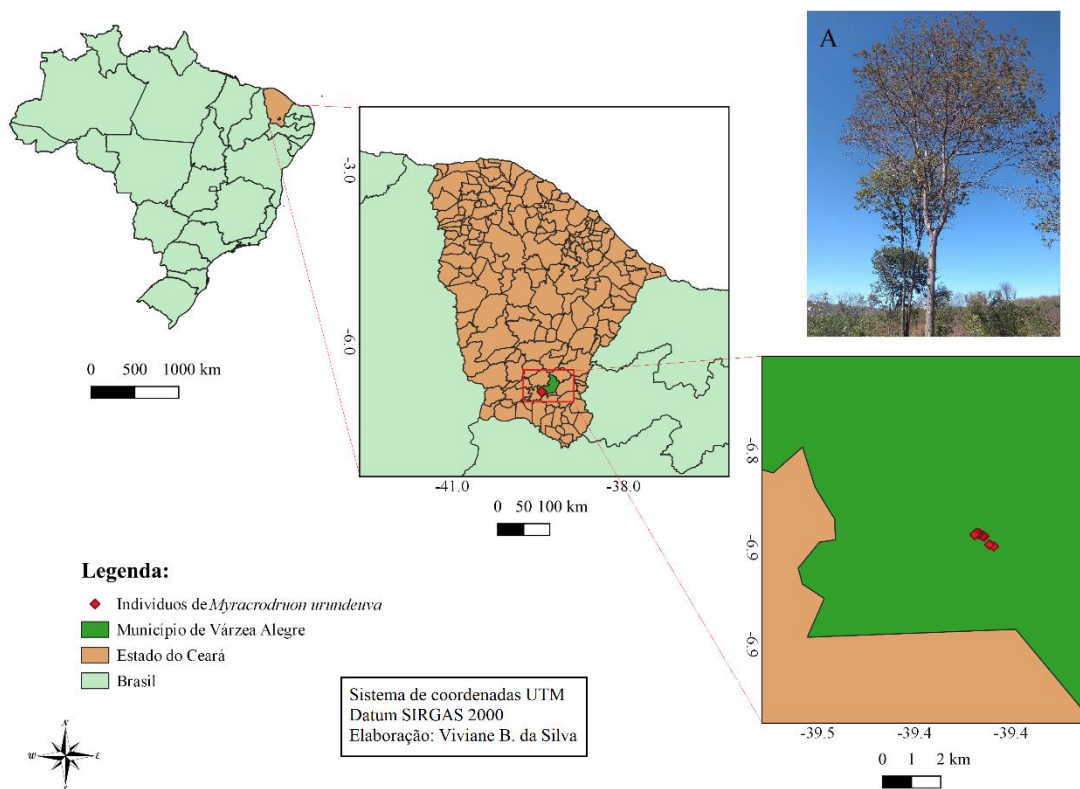 A
0 500 1000 km
-3.0
-6.0
-41.0
-38.0
0 50 100 km
-6.8
-6.9
-6.9
-39.5
-39.4
-39.4
0 1 2 km
Legenda:
Indivíduos de Myracrodruon urundeuva
Município de Várzea Alegre
Estado do Ceará
Brasil
Sistema de coordenadas UTM
Datum SIRGAS 2000
Elaboração: Viviane B. da Silva
N
W
E
S